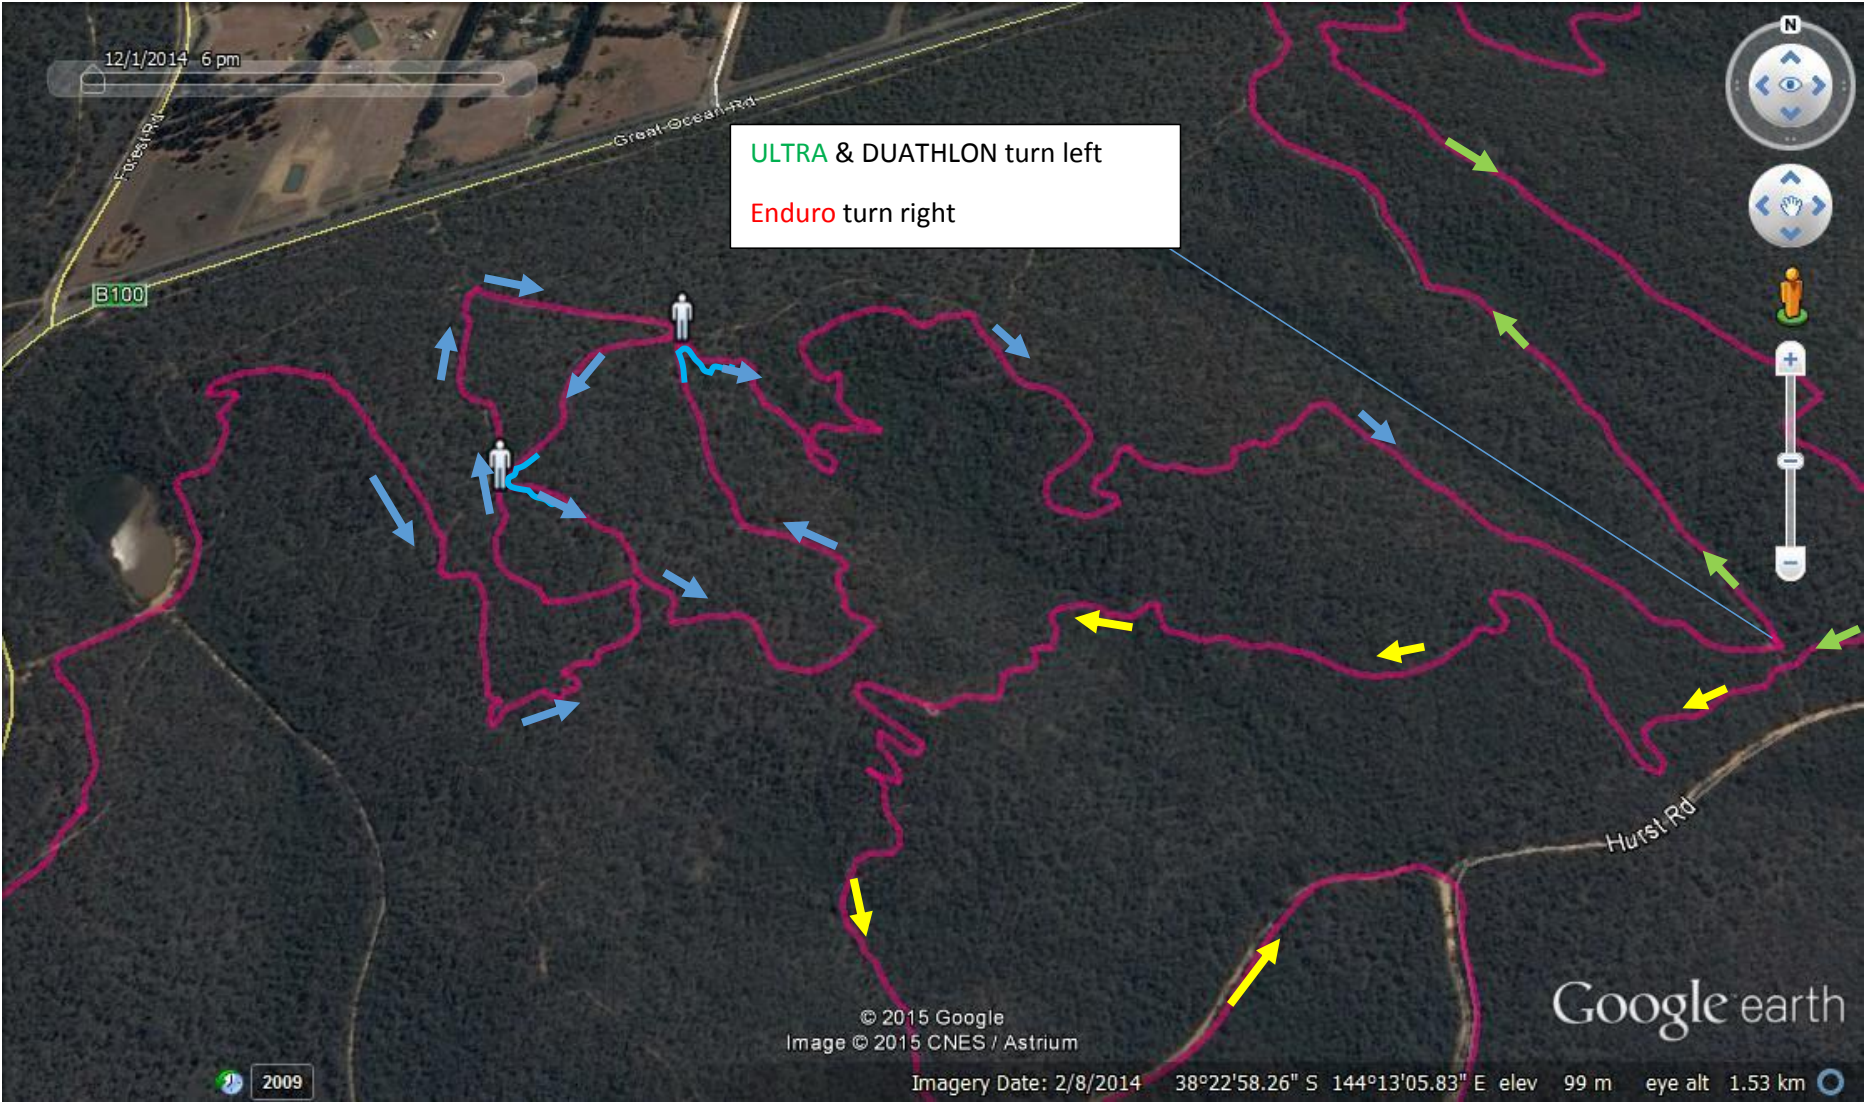 N
12/1/2014 6 pm
Forest Rd
Great Ocean Rd
ULTRA & DUATHLON turn left
Enduro turn right
B100
Hurst Rd
Google earth
© 2015 Google
Image © 2015 CNES / Astrium
2009
Imagery Date: 2/8/2014 38°22'58.26" S 144°13'05.83" E elev 99 m eye alt 1.53 km